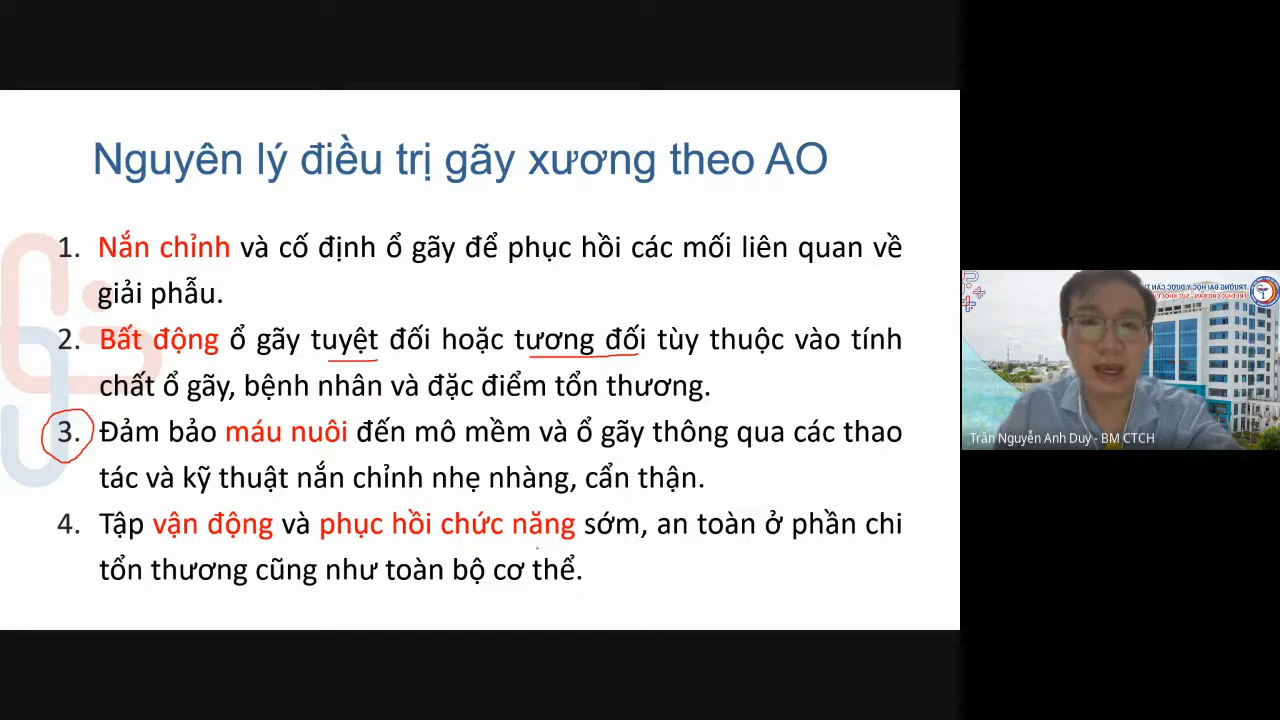 Nguyên lý điều trị gãy xương theo AO
1. Nắn chỉnh và cố định ổ gãy để phục hồi các mối liên quan về
giải phẫu.
2. Bất động ổ gãy tuyệt đối hoặc tương đối tùy thuộc vào tính
chất ổ gãy, bệnh nhân và đặc điểm tổn thương.
3. Đảm bảo máu nuôi đến mô mềm và ổ gãy thông qua các thao
tác và kỹ thuật nắn chỉnh nhẹ nhàng, cẩn thận.
4. Tập vận động và phục hồi chức năng sớm, an toàn ở phần chi
tổn thương cũng như toàn bộ cơ thể.
TRƯỜNG ĐẠI HỌC Y DƯỢC CẦN
Trần Nguyễn Anh Duy - BM CTCH